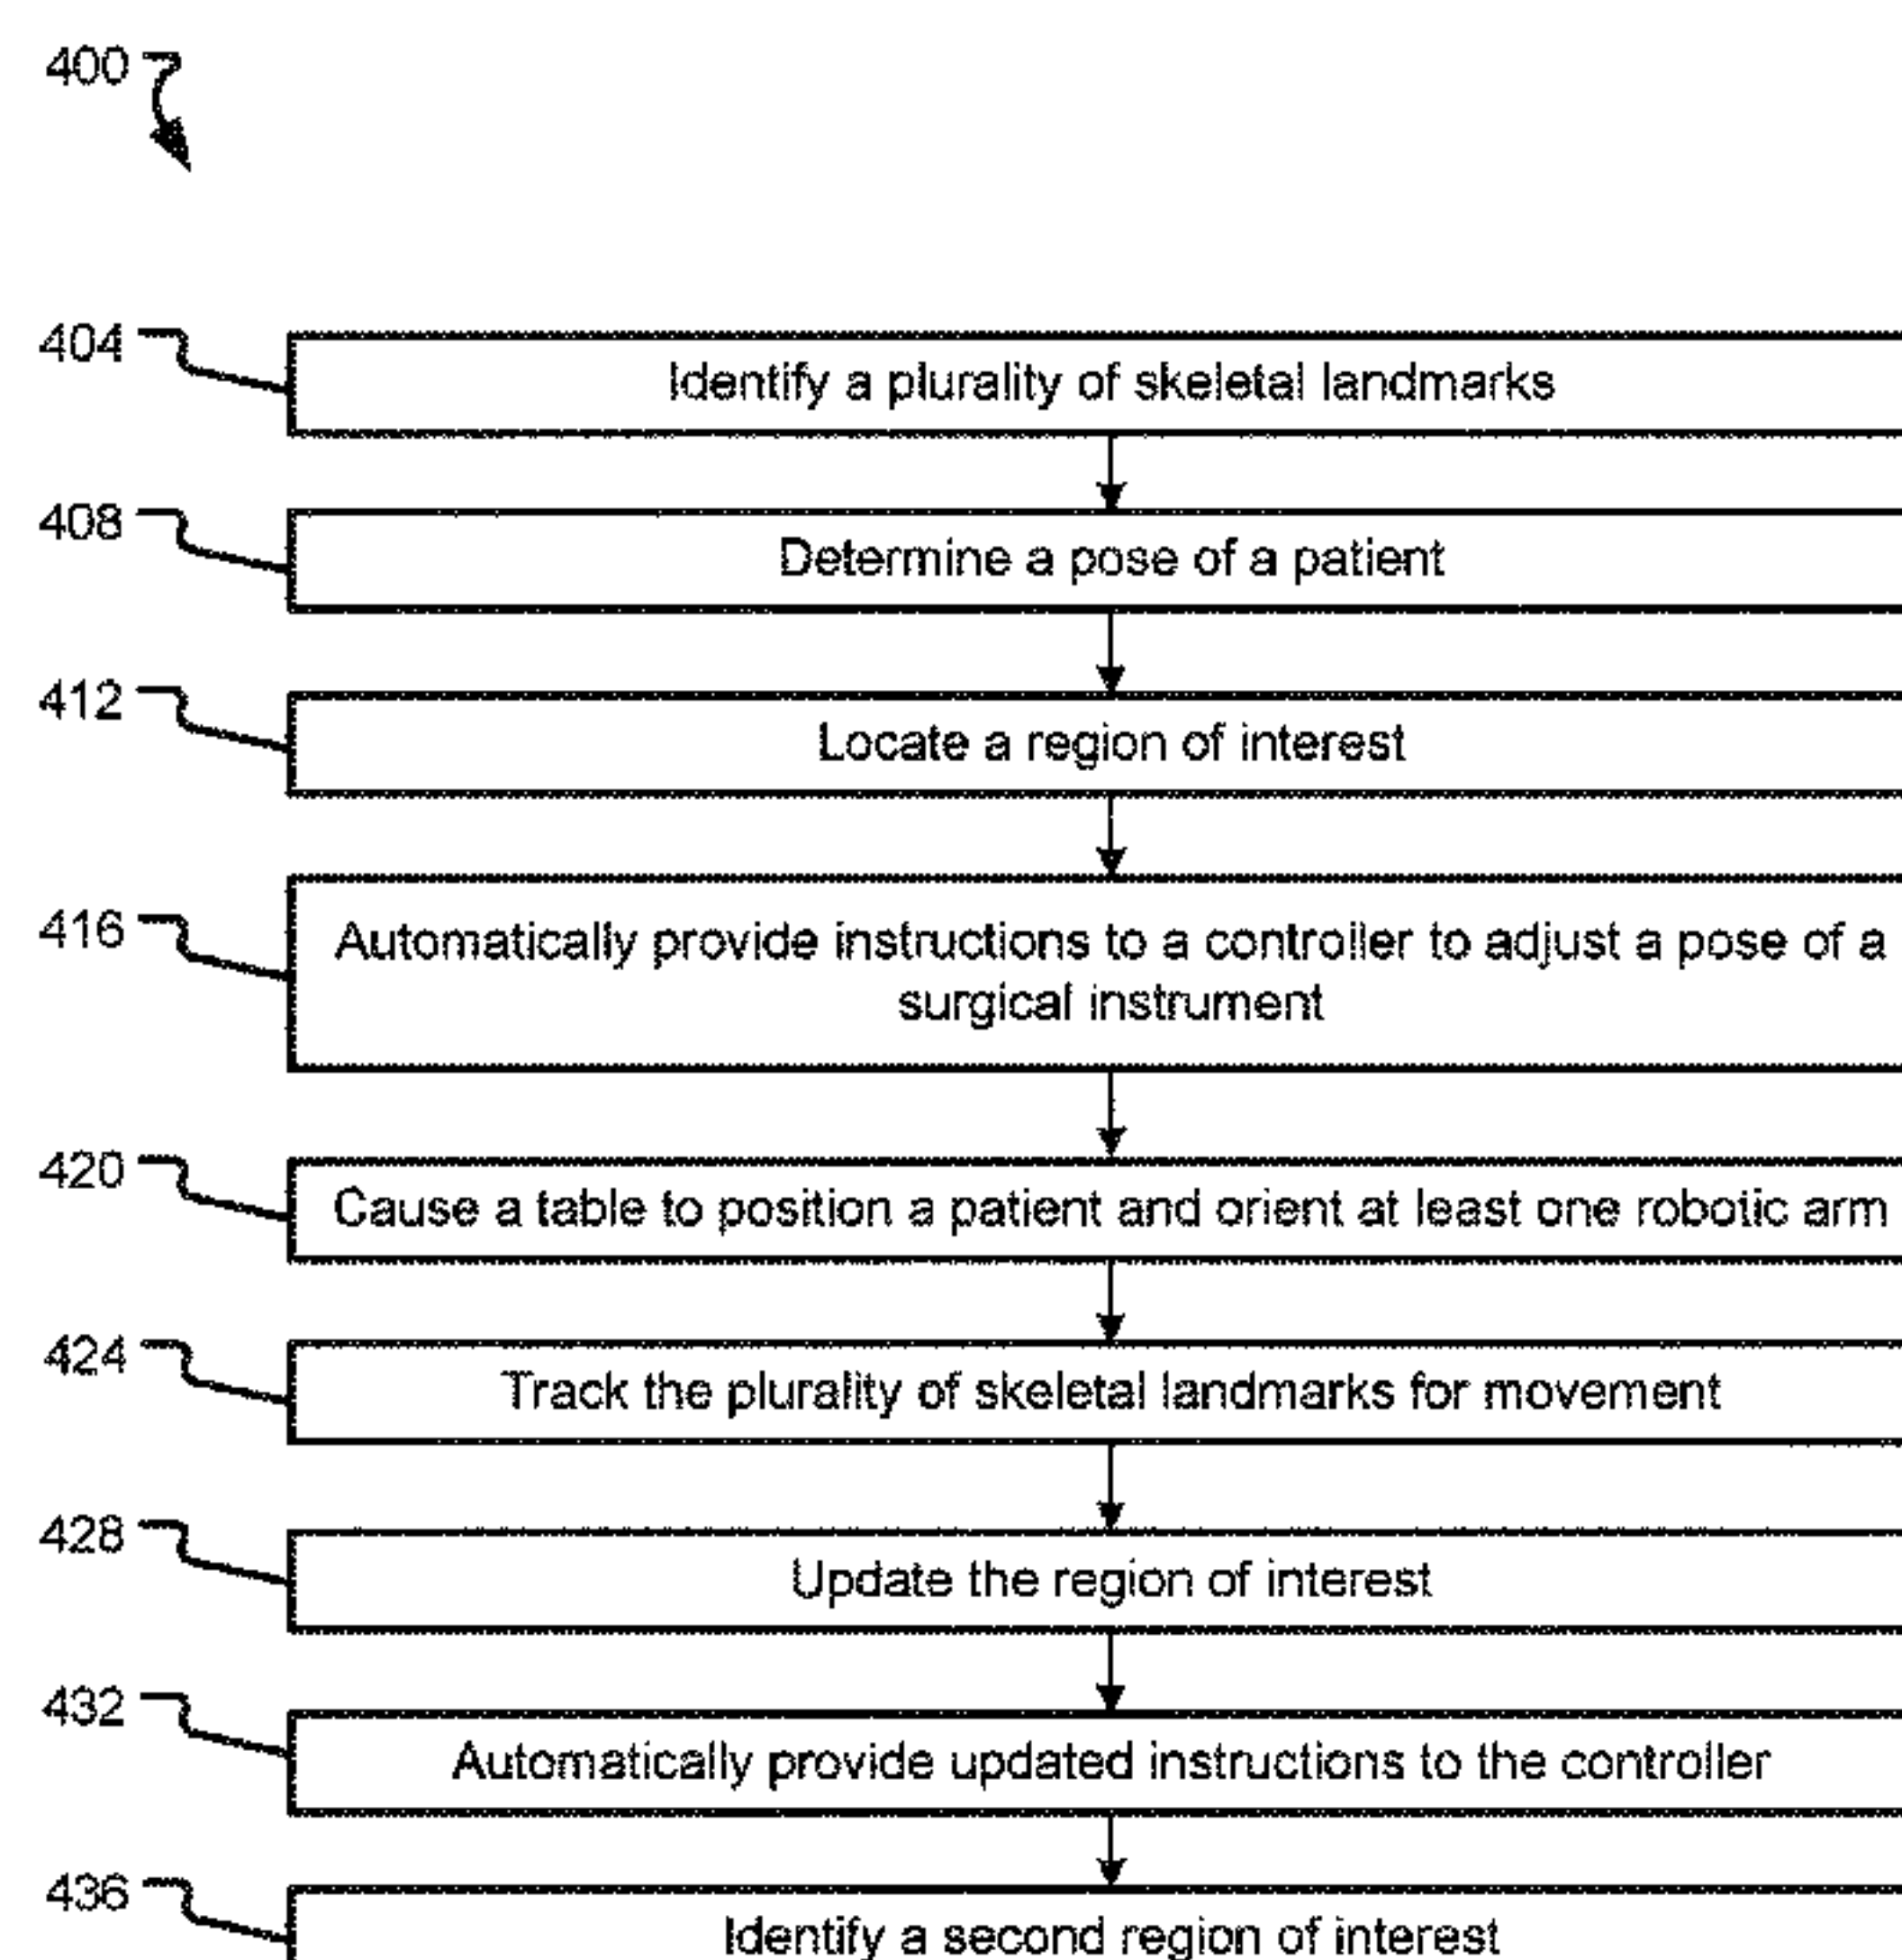 400
404
Identify a plurality of skeletal landmarks
408
Determine a pose of a patient
412
Locate a region of interest
416
Automatically provide instructions to a controller to adjust a pose of a
surgical instrument
420
Cause a table to position a patient and orient at least one robotic arm
424
Track the plurality of skeletal landmarks for movement
428
Update the region of interest
432
Automatically provide updated instructions to the controller
436
Identify a second region of interest